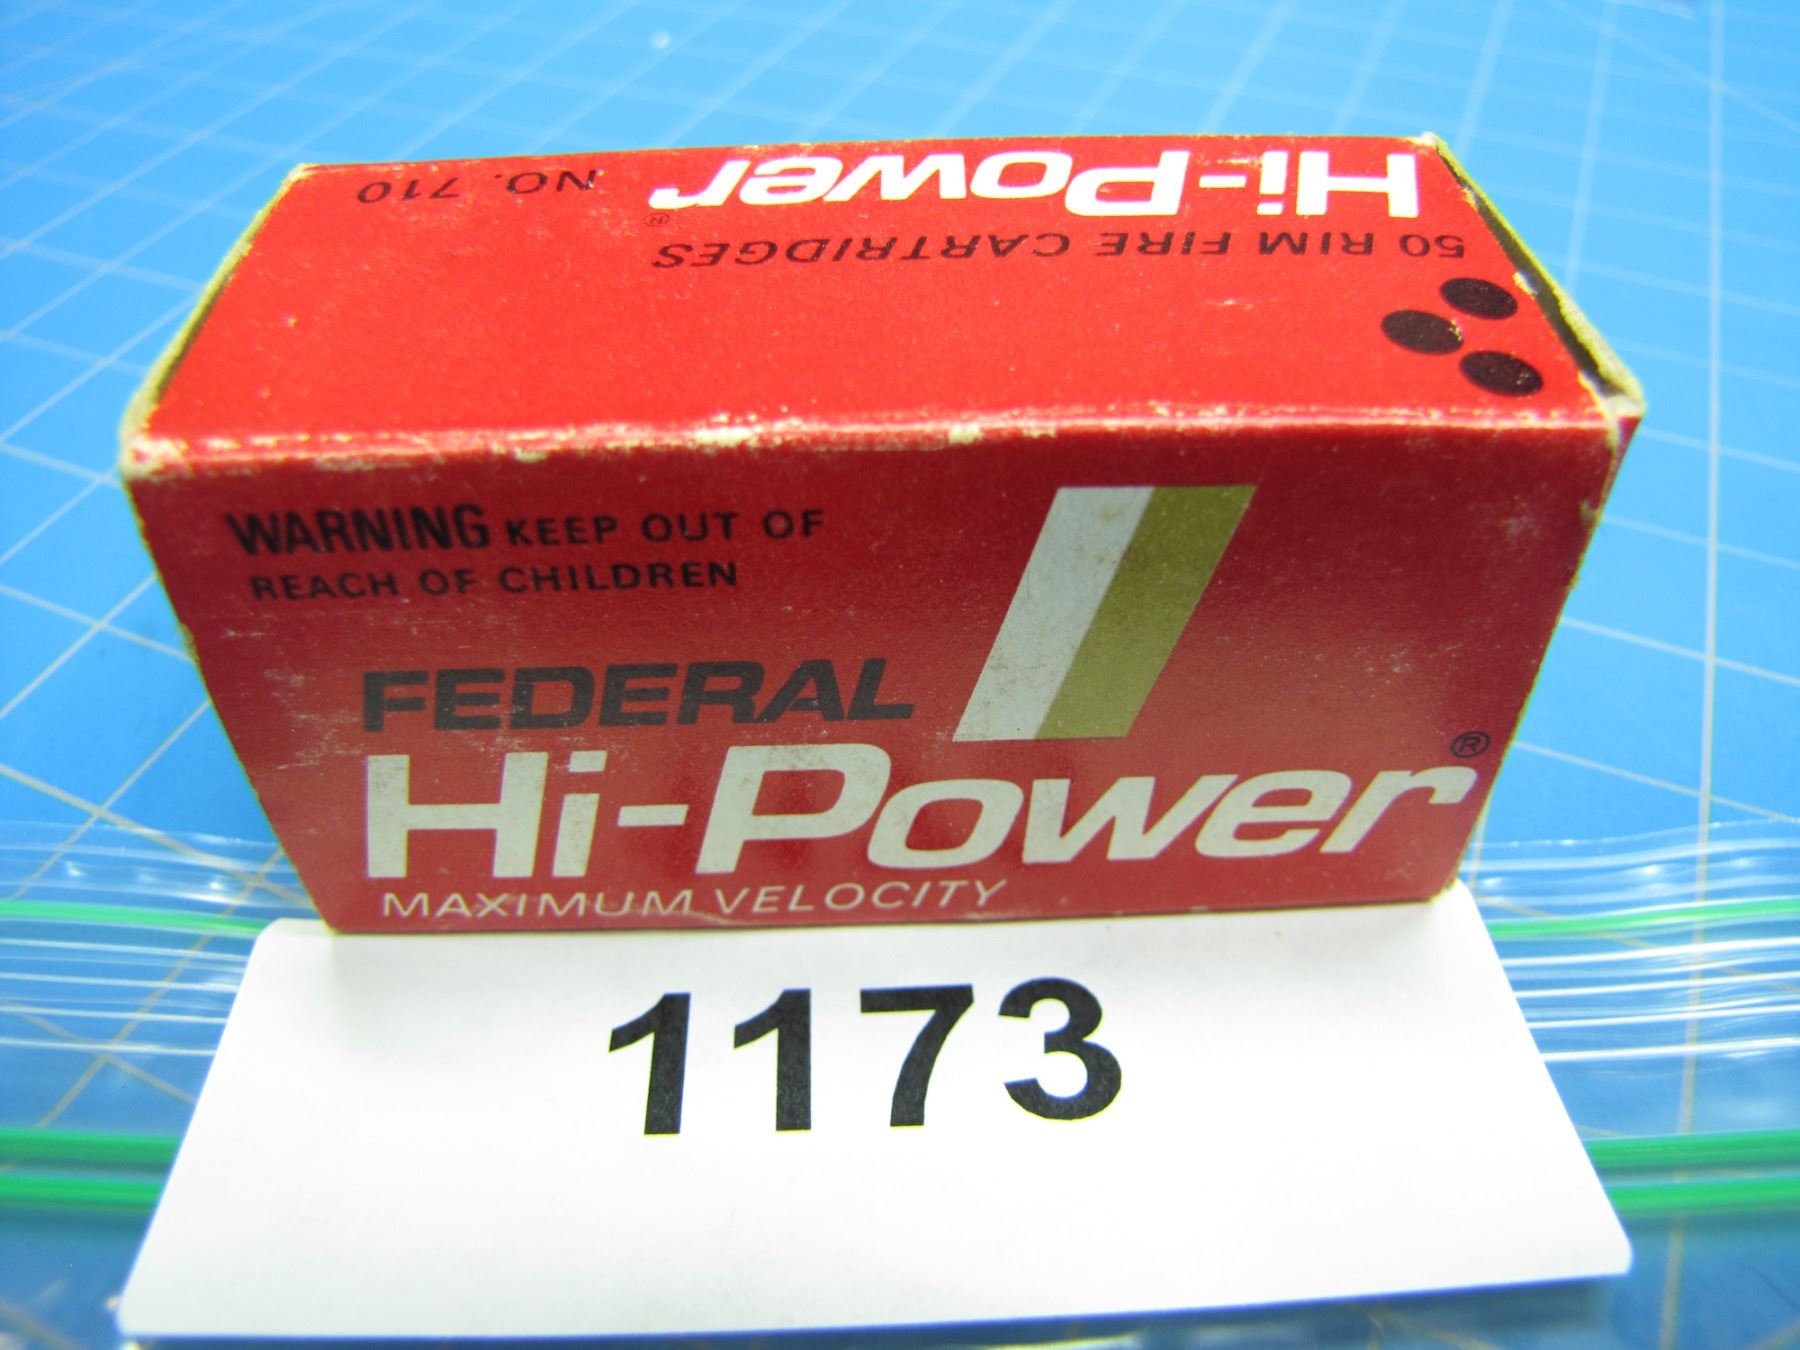 Hi-Power® NO. 710
50 RIM FIRE CARTRIDGES
WARNING KEEP OUT OF
REACH OF CHILDREN
FEDERAL
Hi-Power®
MAXIMUM VELOCITY
1173